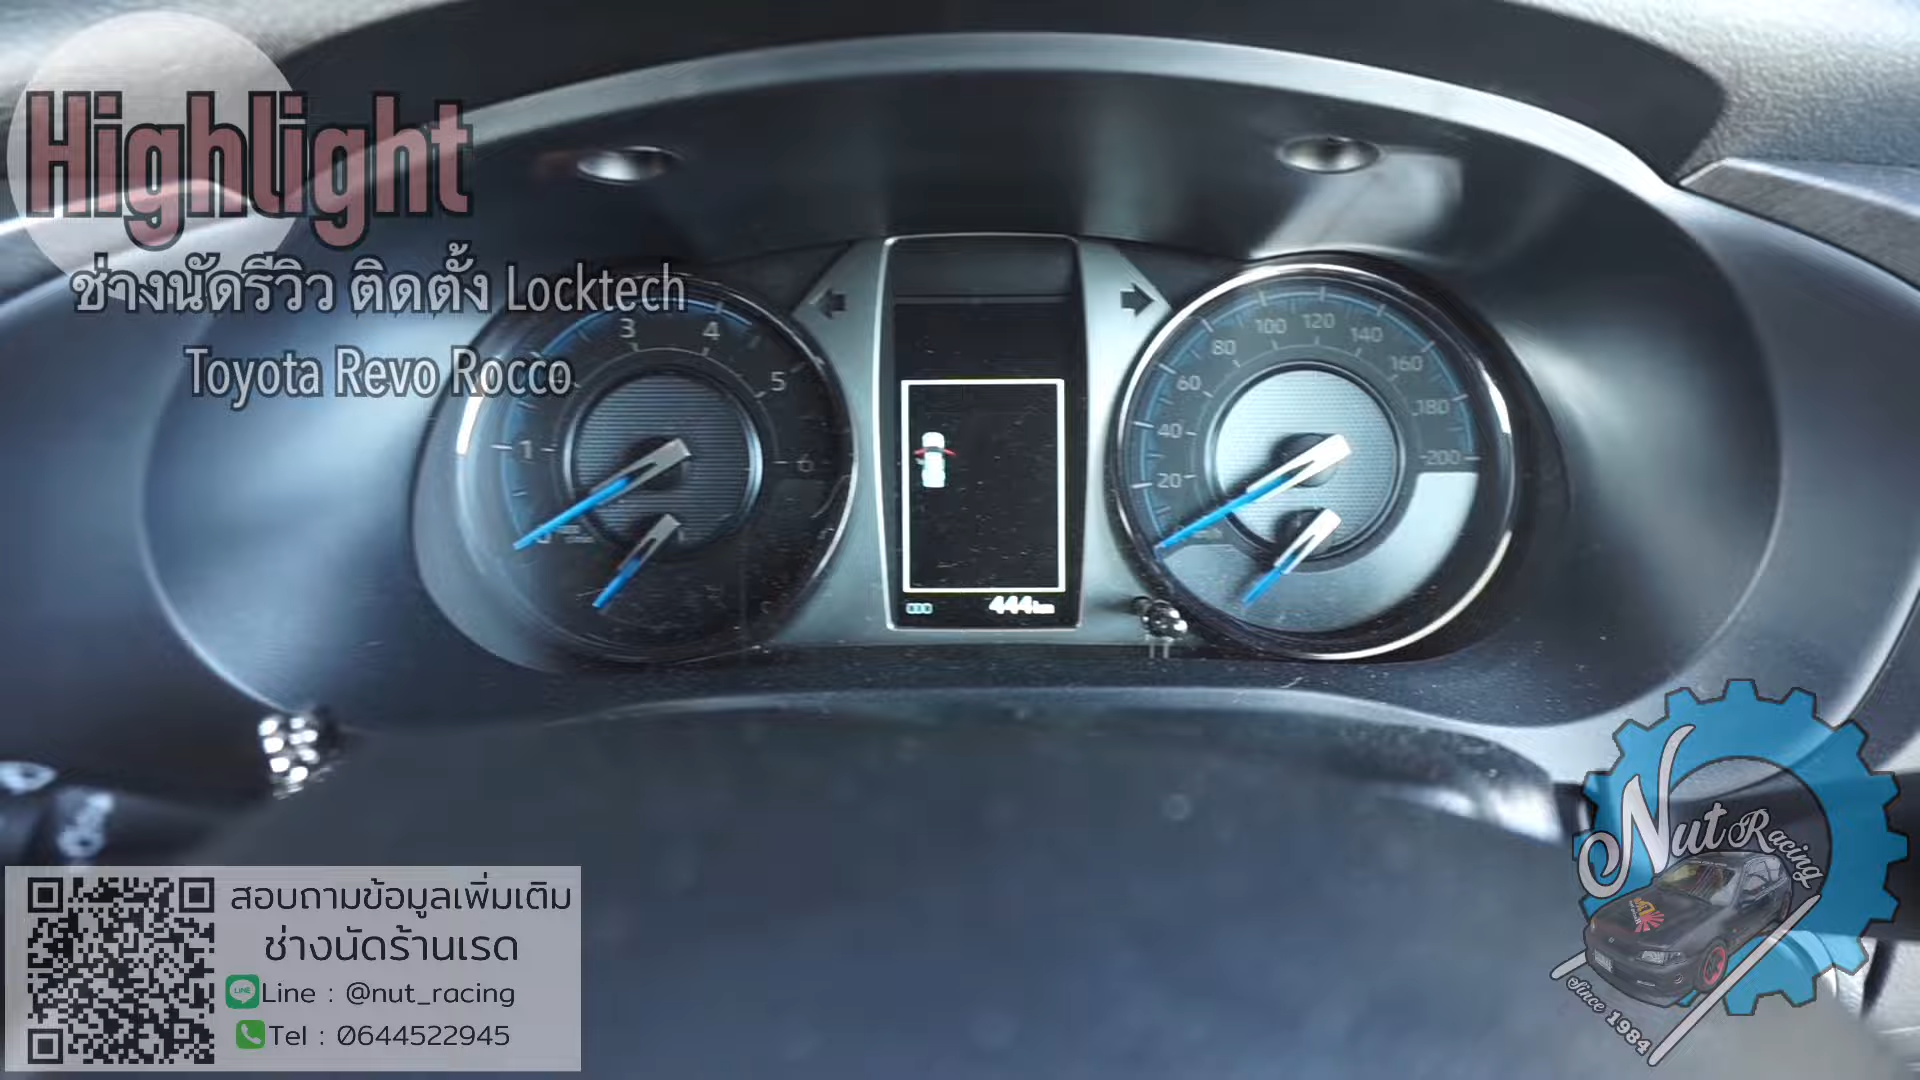 Highlight
ช่างนัดรีวิว ติดตั้ง Locktech
Toyota Revo Rocco
1
3
4
5
6
20
40
60
80
100
120
140
160
180
200
444km
Nut Racing
Since 1984
สอบถามข้อมูลเพิ่มเติม
ช่างนัดร้านเรด
LINE Line : @nut_racing
Tel : 0644522945